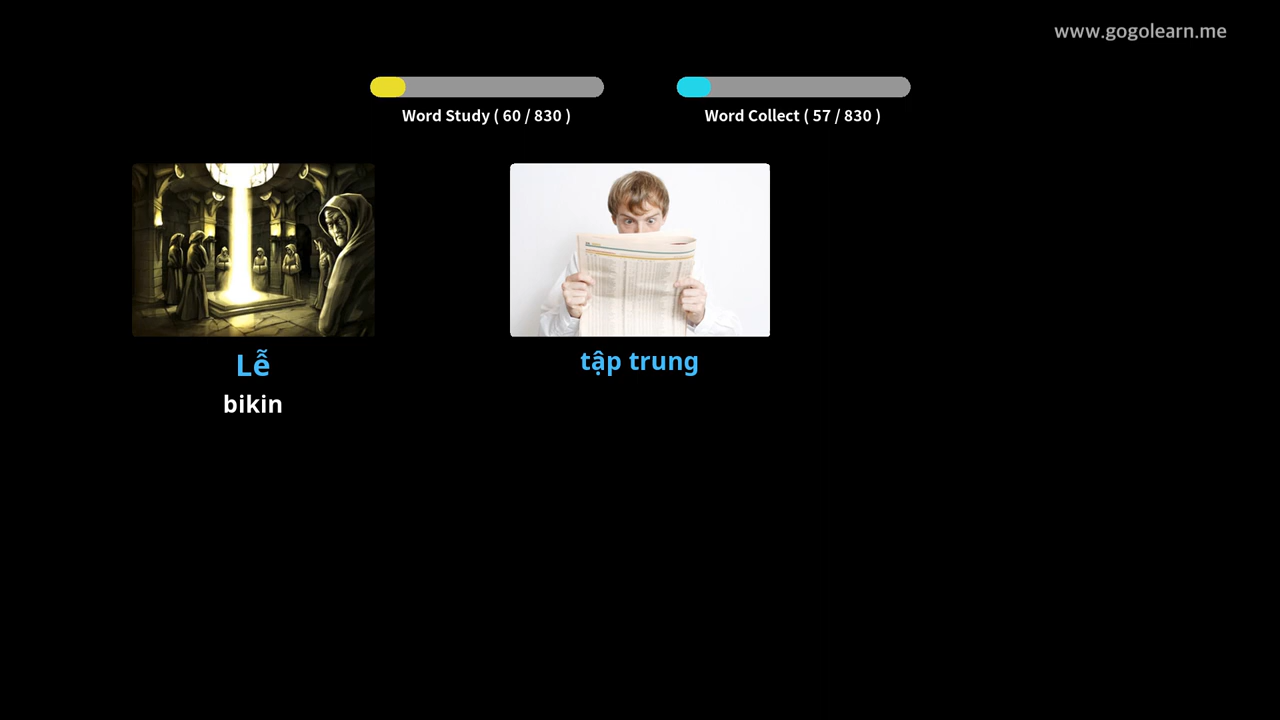 www.gogolearn.me
Word Study ( 60 / 830 )
Word Collect ( 57 / 830 )
Lễ
bikin
tập trung